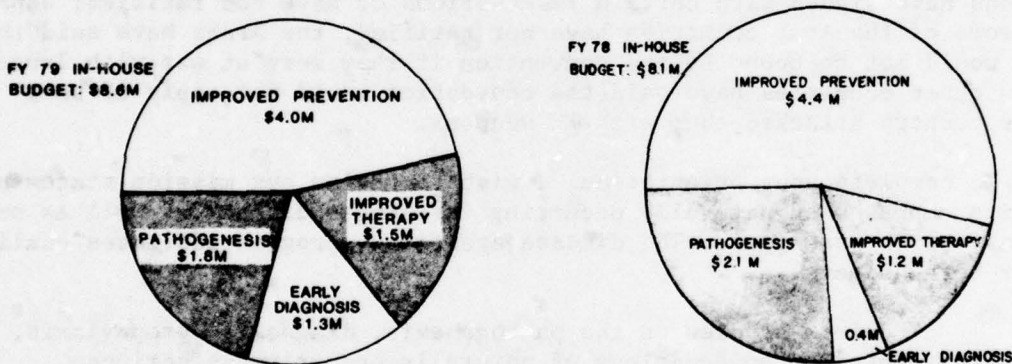 FY 79 IN-HOUSE
BUDGET: $8.6M
IMPROVED PREVENTION
$4.0M
IMPROVED
THERAPY
$1.5M
PATHOGENESIS
$1.8M
EARLY
DIAGNOSIS
$1.3M
FY 78 IN-HOUSE
BUDGET: $8.1M
IMPROVED PREVENTION
$4.4 M
PATHOGENESIS
$2.1 M
IMPROVED THERAPY
$1.2 M
0.4M
EARLY DIAGNOSIS